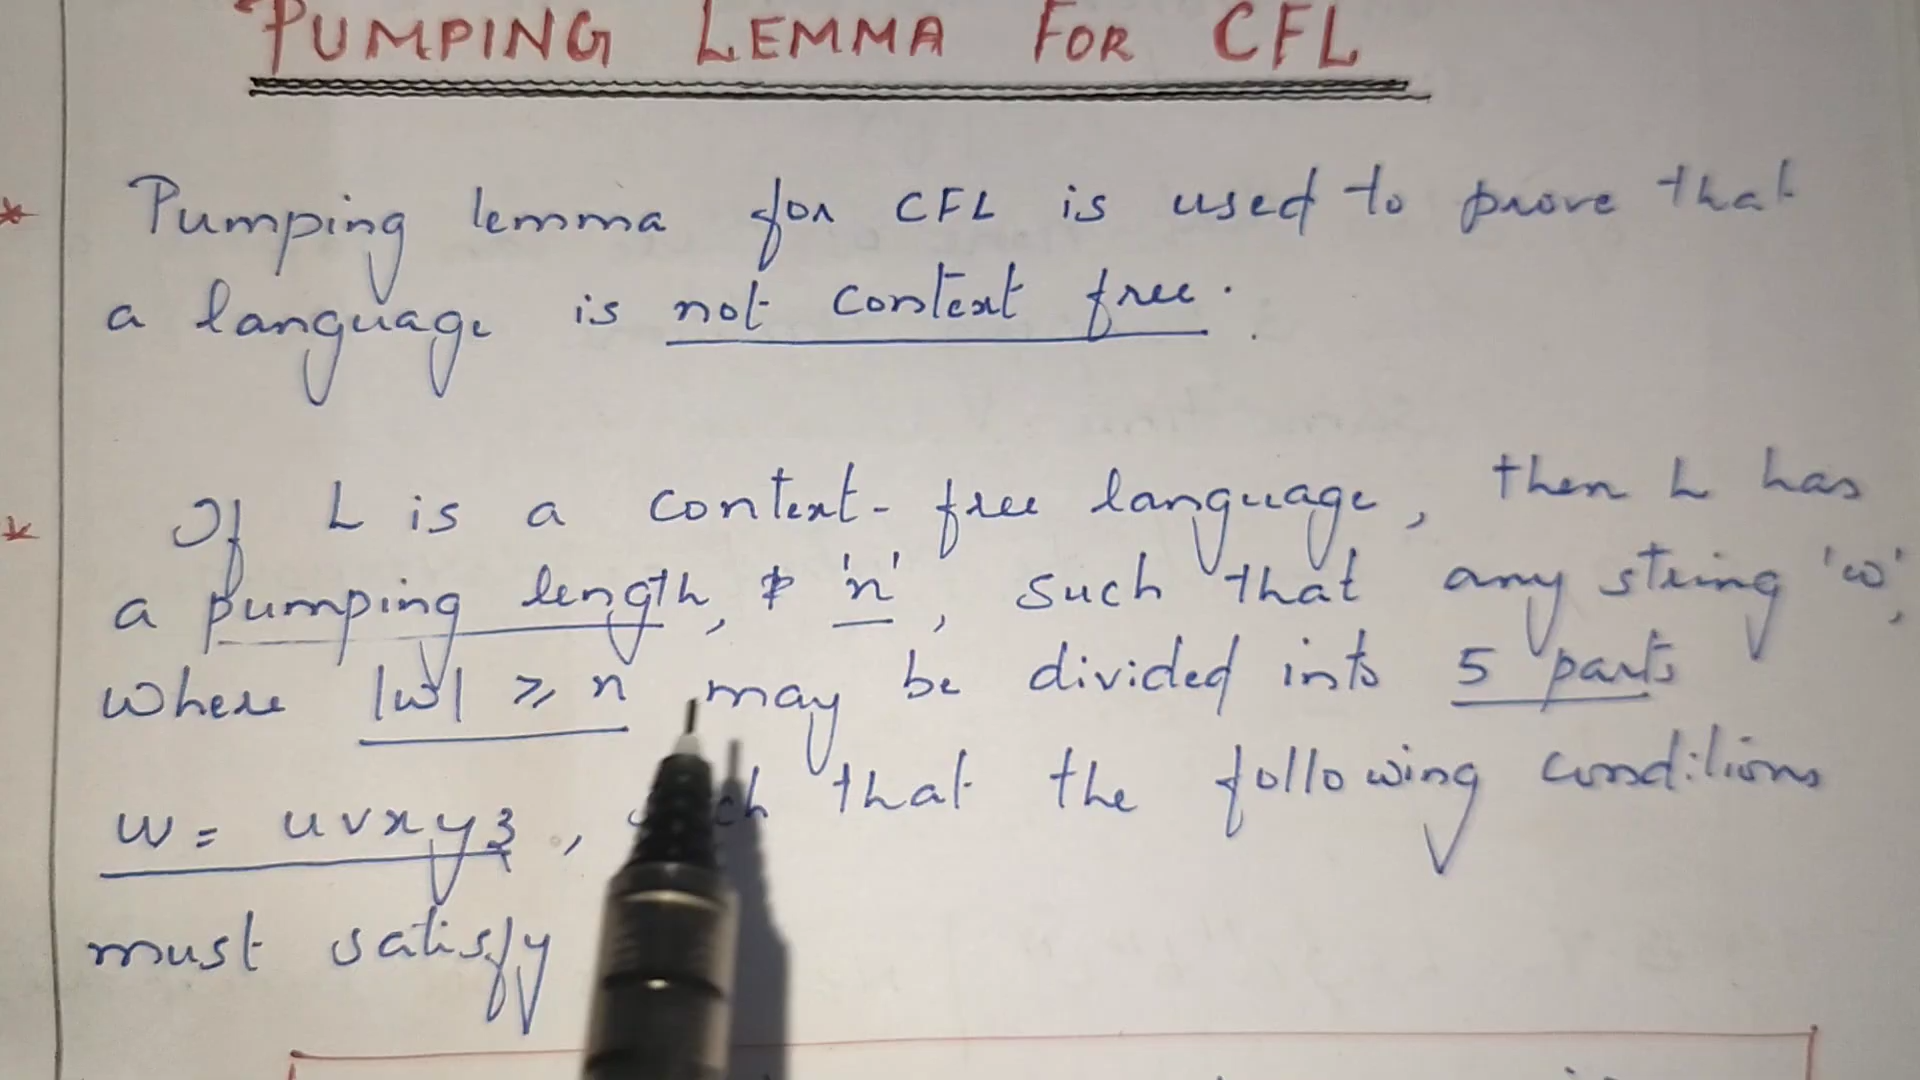 PUMPING LEMMA FOR CFL
* Pumping lemma for CFL is used to prove that
a language is not context free.
* If L is a context-free language, then L has
a pumping length, 'n', such that any string 'w',
where |w| ⩾ n may be divided into 5 parts
w = uvxyz, that the following conditions
must satisfy